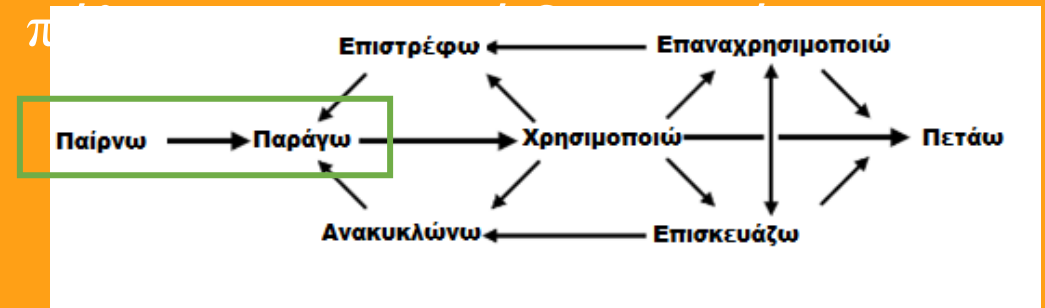 Επιστρέφω Επαναχρησιμοποιώ
Παίρνω Παράγω Χρησιμοποιώ Πετάω
Ανακυκλώνω Επισκευάζω